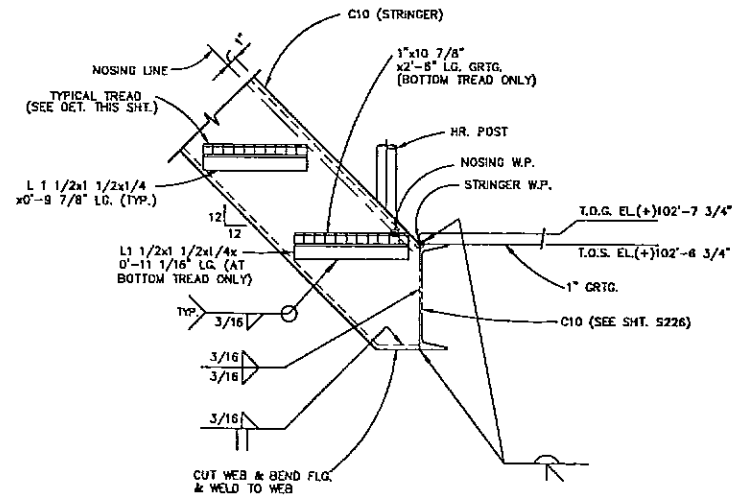 C10 (STRINGER)
1"
NOSING LINE
1"x10 7/8"
x2'-6" LG. GRTG.
(BOTTOM TREAD ONLY)
TYPICAL TREAD
(SEE DET. THIS SHT.)
HR. POST
NOSING W.P.
STRINGER W.P.
L 1 1/2x1 1/2x1/4
x0'-9 7/8" LG. (TYP.)
12
12
T.O.G. EL.(+)102'-7 3/4"
T.O.S. EL.(+)102'-6 3/4"
L1 1/2x1 1/2x1/4x
0'-11 1/16" LG. (AT
BOTTOM TREAD ONLY)
1" GRTG.
TYP.
3/16
C10 (SEE SHT. S226)
3/16
3/16
3/16
CUT WEB & BEND FLG.
& WELD TO WEB